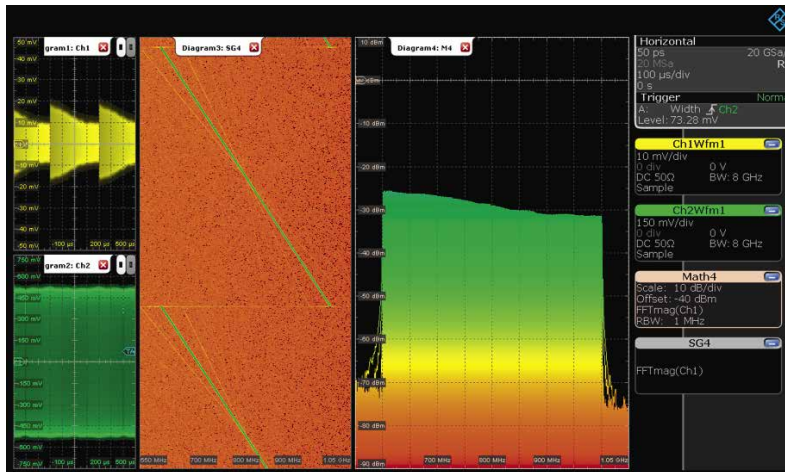 gram1: Ch1
50 mV
40 mV
30 mV
20 mV
10 mV
-10 mV
-20 mV
-30 mV
-40 mV
-50 mV
-100 µs
200 µs
500 µs
gram2: Ch2
750 mV
600 mV
450 mV
300 mV
150 mV
-150 mV
-300 mV
-450 mV
-600 mV
-750 mV
-100 µs
200 µs
500 µs
Diagram3: SG4
550 MHz
700 MHz
800 MHz
900 MHz
1.05 GHz
Diagram4: M4
10 dBm
-10 dBm
-20 dBm
-30 dBm
-40 dBm
-50 dBm
-60 dBm
-70 dBm
-80 dBm
-90 dBm
700 MHz
800 MHz
900 MHz
1.05 GHz
Horizontal
50 ps 20 GSa/
20 MSa R
100 µs/div
0 s
Trigger Norm
A: Width Ch2
Level: 73.28 mV
Ch1Wfm1
10 mV/div
0 div 0 V
DC 50Ω BW: 8 GHz
Sample
Ch2Wfm1
150 mV/div
0 div 0 V
DC 50Ω BW: 8 GHz
Sample
Math4
Scale: 10 dB/div
Offset: -40 dBm
FFTmag(Ch1)
RBW: 1 MHz
SG4
FFTmag(Ch1)